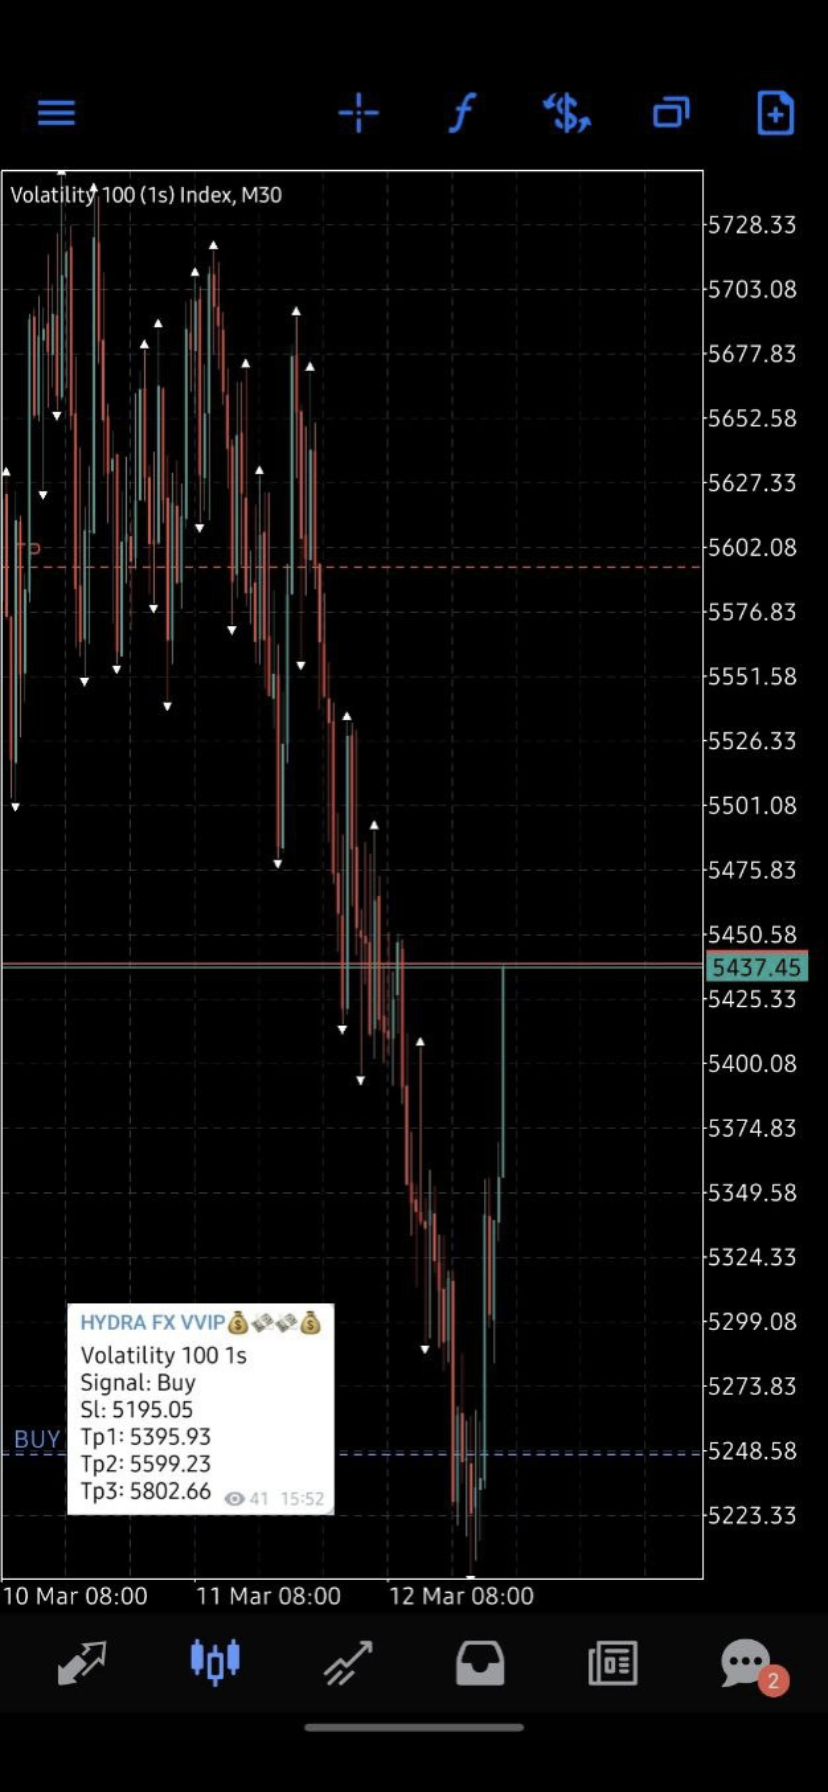 Volatility 100 (1s) Index, M30
5728.33
5703.08
5677.83
5652.58
5627.33
TP
5602.08
5576.83
5551.58
5526.33
5501.08
5475.83
5450.58
5437.45
5425.33
5400.08
5374.83
5349.58
5324.33
5299.08
5273.83
5248.58
5223.33
BUY
HYDRA FX VVIP💰💸💸💰
Volatility 100 1s
Signal: Buy
Sl: 5195.05
Tp1: 5395.93
Tp2: 5599.23
Tp3: 5802.66
41 15:52
10 Mar 08:00 11 Mar 08:00 12 Mar 08:00
2